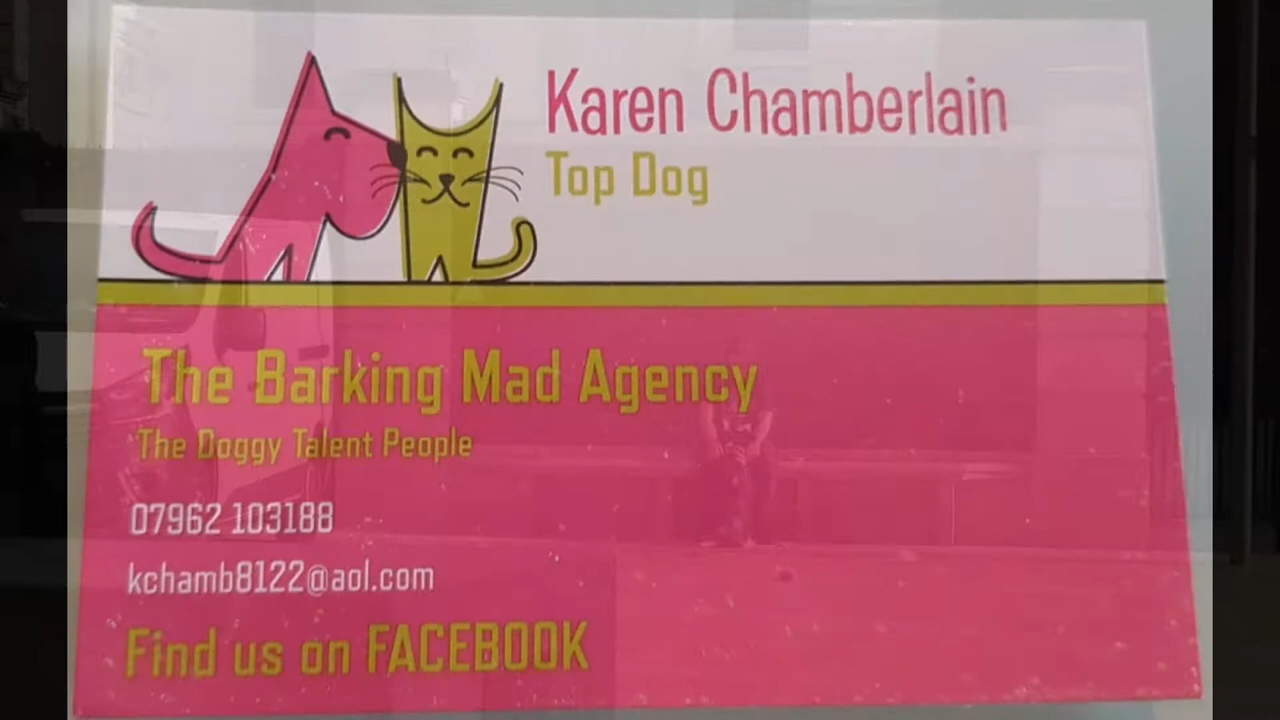 Karen Chamberlain
Top Dog
The Barking Mad Agency
The Doggy Talent People
07962 103188
kchamb8122@aol.com
Find us on FACEBOOK